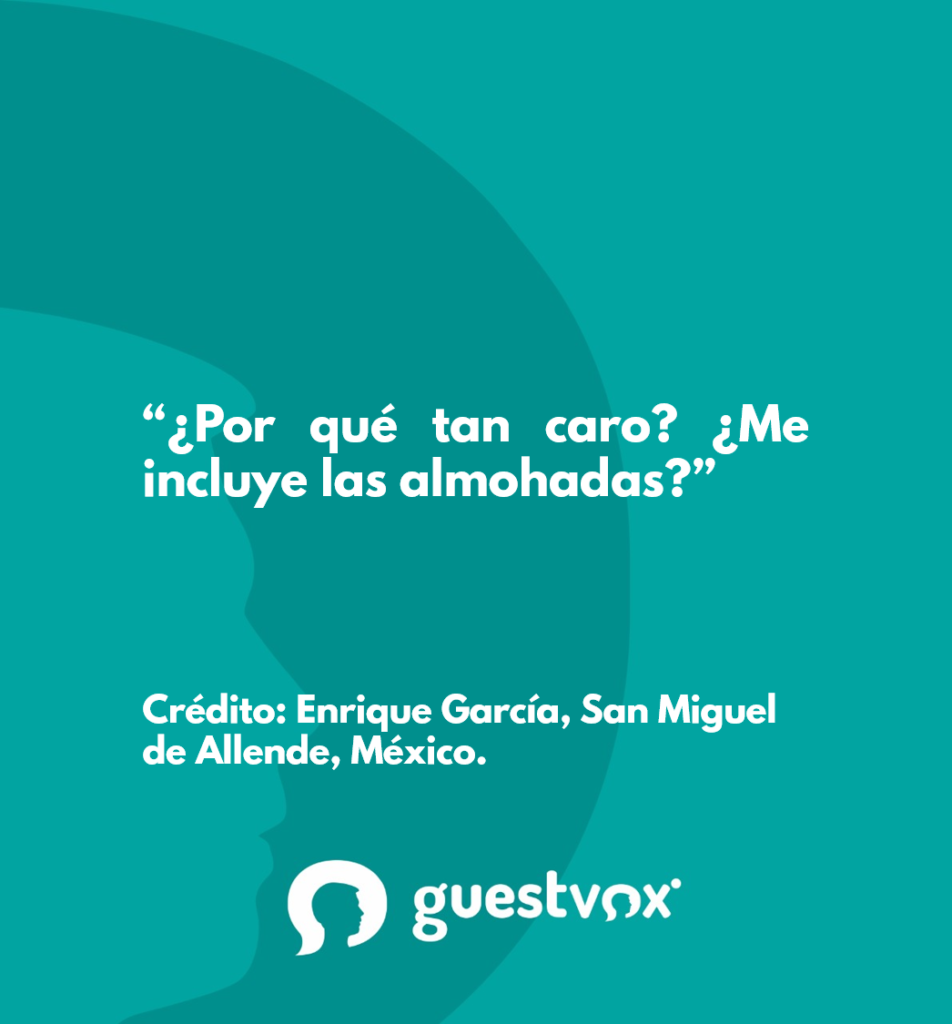 “¿Por qué tan caro? ¿Me
incluye las almohadas?”
Crédito: Enrique García, San Miguel
de Allende, México.
guestvox